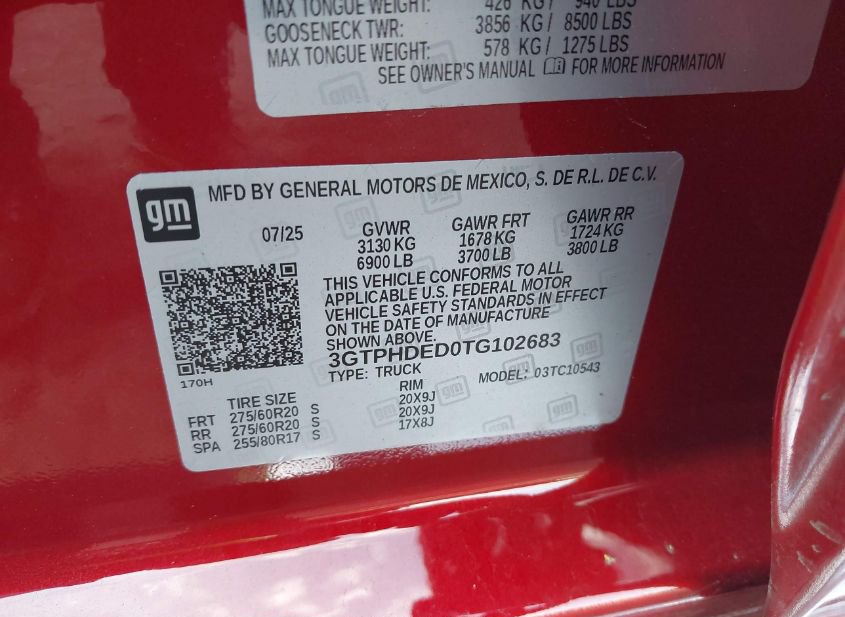 MAX TONGUE WEIGHT: 426 KG / 940 LBS
GOOSENECK TWR: 3856 KG / 8500 LBS
MAX TONGUE WEIGHT: 578 KG / 1275 LBS
SEE OWNER'S MANUAL FOR MORE INFORMATION
gm
MFD BY GENERAL MOTORS DE MEXICO, S. DE R.L. DE C.V.
07/25 GVWR GAWR FRT GAWR RR
3130 KG 1678 KG 1724 KG
6900 LB 3700 LB 3800 LB
THIS VEHICLE CONFORMS TO ALL
APPLICABLE U.S. FEDERAL MOTOR
VEHICLE SAFETY STANDARDS IN EFFECT
ON THE DATE OF MANUFACTURE
SHOWN ABOVE.
3GTPHDED0TG102683
170H
TYPE: TRUCK MODEL: 03TC10543
TIRE SIZE RIM
FRT 275/60R20 S 20X9J
RR 275/60R20 S 20X9J
SPA 255/80R17 S 17X8J